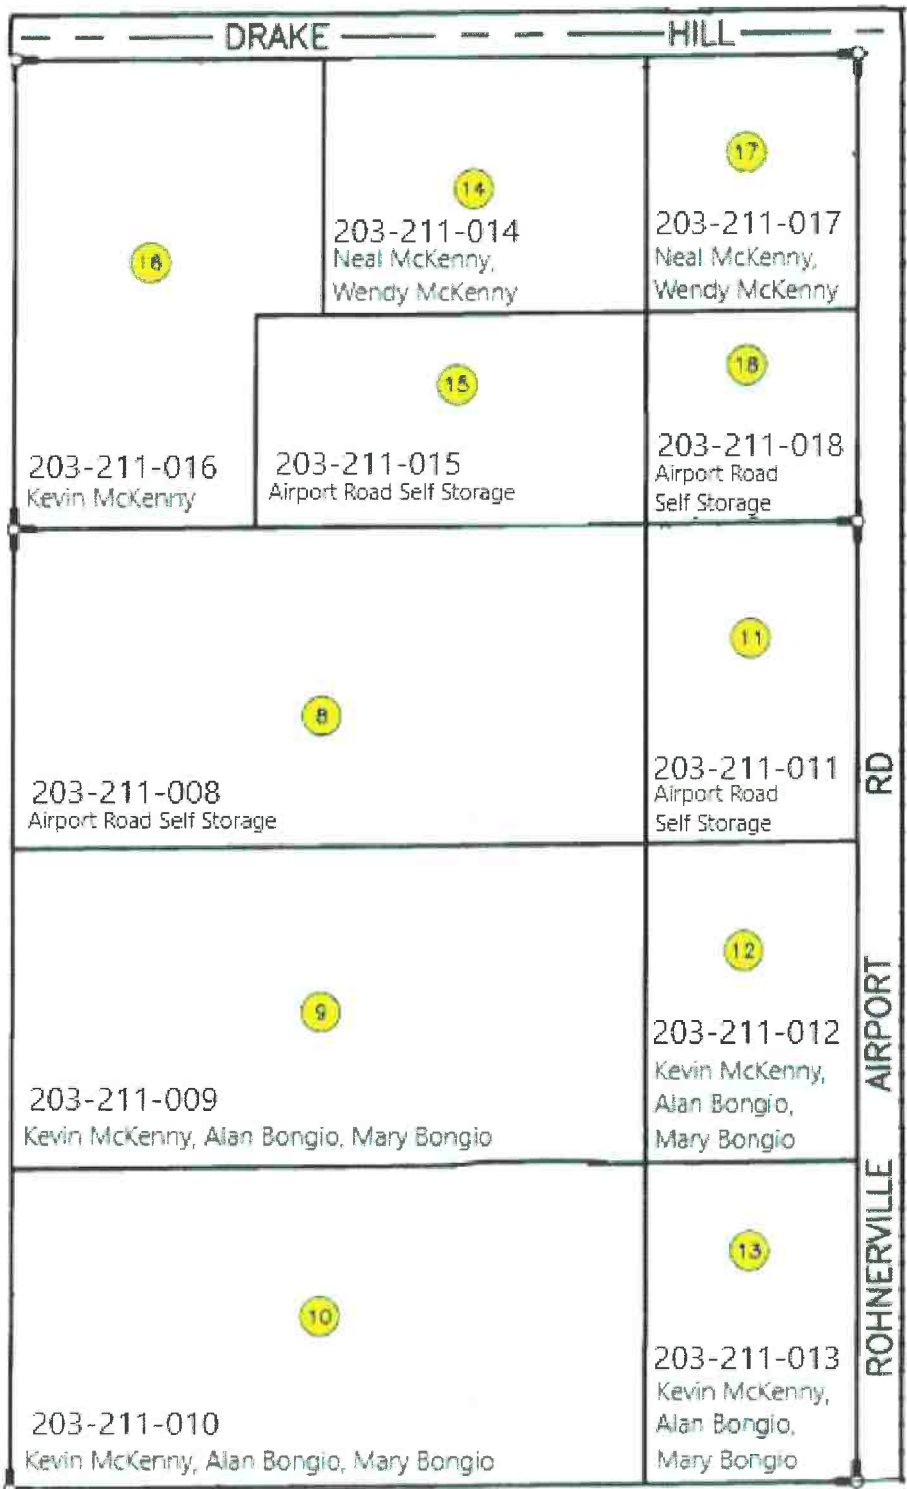 DRAKE HILL
17
203-211-017
Neal McKenny,
Wendy McKenny
14
203-211-014
Neal McKenny,
Wendy McKenny
16
203-211-016
Kevin McKenny
15
203-211-015
Airport Road Self Storage
18
203-211-018
Airport Road
Self Storage
8
203-211-008
Airport Road Self Storage
11
203-211-011
Airport Road
Self Storage
9
203-211-009
Kevin McKenny, Alan Bongio, Mary Bongio
12
203-211-012
Kevin McKenny,
Alan Bongio,
Mary Bongio
10
203-211-010
Kevin McKenny, Alan Bongio, Mary Bongio
13
203-211-013
Kevin McKenny,
Alan Bongio,
Mary Bongio
ROHNERVILLE AIRPORT RD